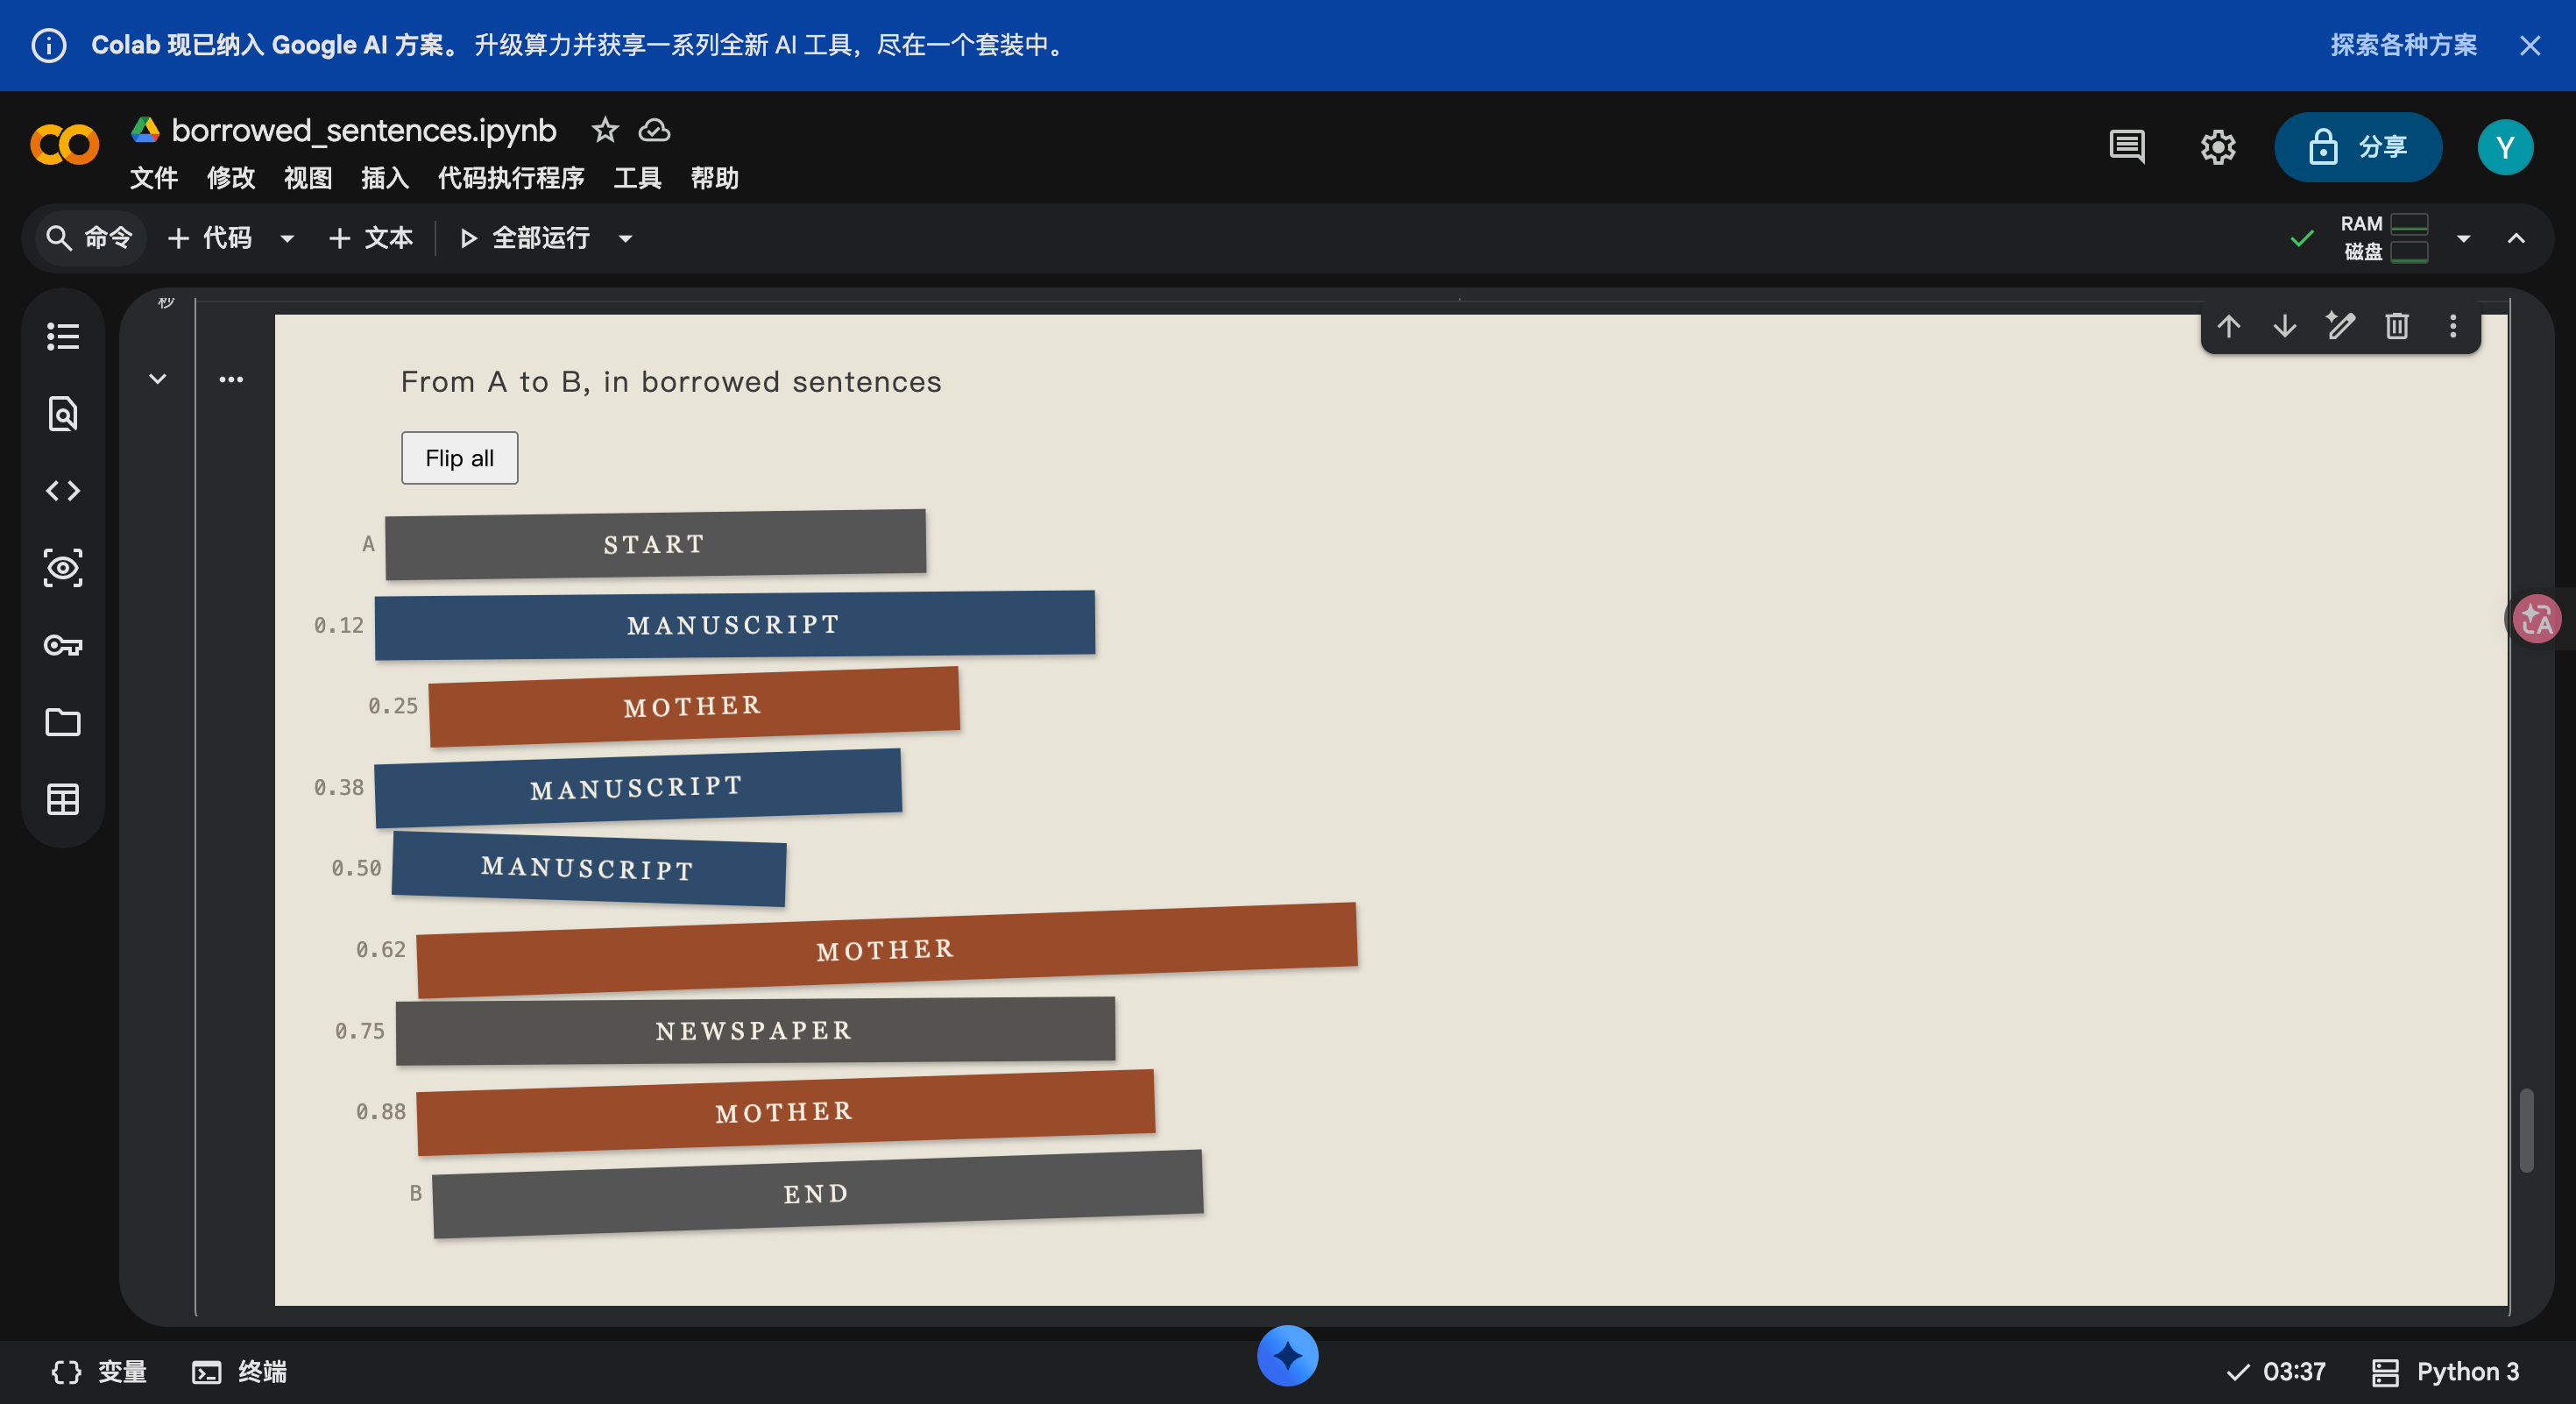 Colab 现已纳入 Google AI 方案。 升级算力并获享一系列全新 AI 工具，尽在一个套装中。 探索各种方案
borrowed_sentences.ipynb
文件 修改 视图 插入 代码执行程序 工具 帮助
分享
Y
命令 + 代码 + 文本 全部运行
RAM
磁盘
秒
From A to B, in borrowed sentences
Flip all
A START
0.12 MANUSCRIPT
0.25 MOTHER
0.38 MANUSCRIPT
0.50 MANUSCRIPT
0.62 MOTHER
0.75 NEWSPAPER
0.88 MOTHER
B END
变量 终端 03:37 Python 3